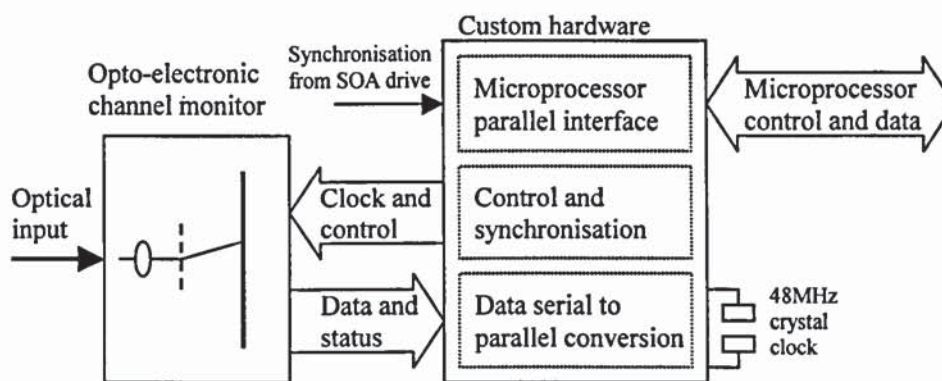 Custom hardware
Synchronisation
from SOA drive
Opto-electronic
channel monitor
Microprocessor
parallel interface
Microprocessor
control and data
Optical
input
Clock and
control
Control and
synchronisation
Data and
status
Data serial to
parallel conversion
48MHz
crystal
clock